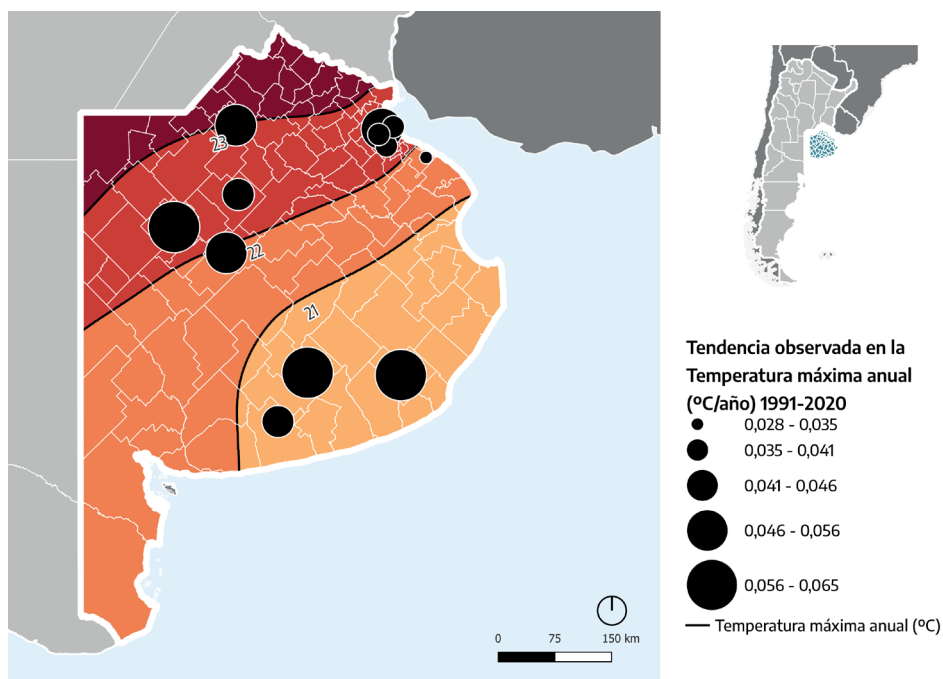 23
22
21
0 75 150 km
Tendencia observada en la
Temperatura máxima anual
(ºC/año) 1991-2020
0,028 - 0,035
0,035 - 0,041
0,041 - 0,046
0,046 - 0,056
0,056 - 0,065
Temperatura máxima anual (ºC)